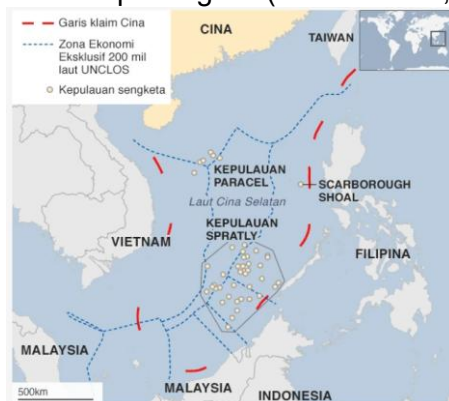 Garis klaim Cina
Zona Ekonomi
Eksklusif 200 mil
laut UNCLOS
Kepulauan sengketa
CINA
TAIWAN
KEPULAUAN
PARACEL
SCARBOROUGH
SHOAL
Laut Cina Selatan
KEPULAUAN
SPRATLY
VIETNAM
FILIPINA
MALAYSIA
MALAYSIA
INDONESIA
500km